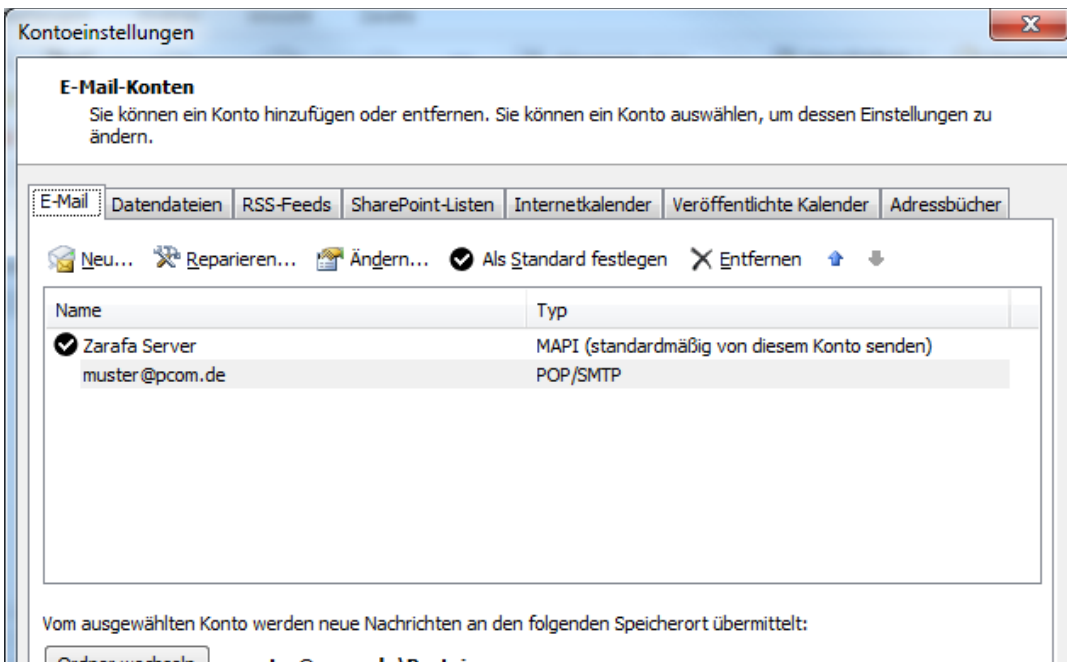 Kontoeinstellungen
E-Mail-Konten
Sie können ein Konto hinzufügen oder entfernen. Sie können ein Konto auswählen, um dessen Einstellungen zu
ändern.
E-Mail Datendateien RSS-Feeds SharePoint-Listen Internetkalender Veröffentlichte Kalender Adressbücher
Neu... Reparieren... Ändern... Als Standard festlegen Entfernen
Name Typ
Zarafa Server MAPI (standardmäßig von diesem Konto senden)
muster@pcom.de POP/SMTP
Vom ausgewählten Konto werden neue Nachrichten an den folgenden Speicherort übermittelt:
Ordner wechseln